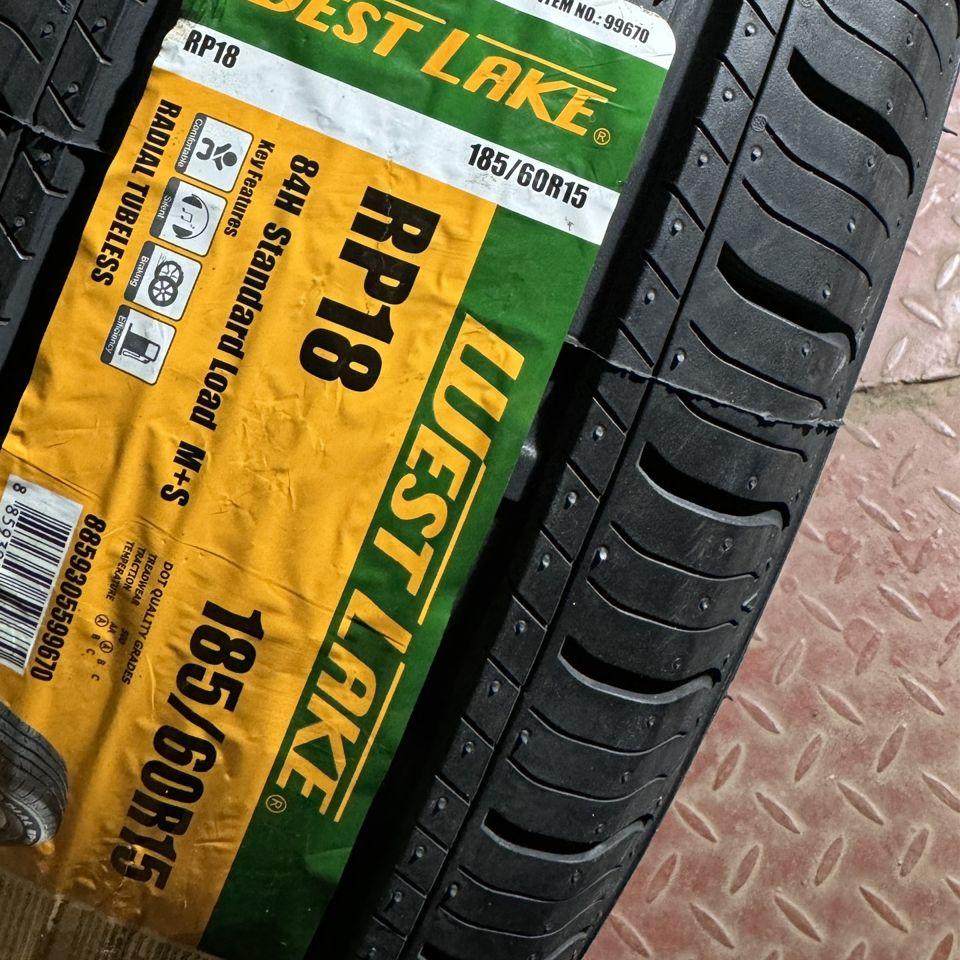 ITEM NO.: 99670
WEST LAKE®
RP18
185/60R15
RP18
WEST LAKE®
84H Standard Load M+S
Key Features
Comfortable
Silent
Braking
Efficiency
RADIAL TUBELESS
185/60R15
DOT QUALITY GRADES
TREADWEAR
TRACTION AA A B C
TEMPERATURE A B C
8859305599670